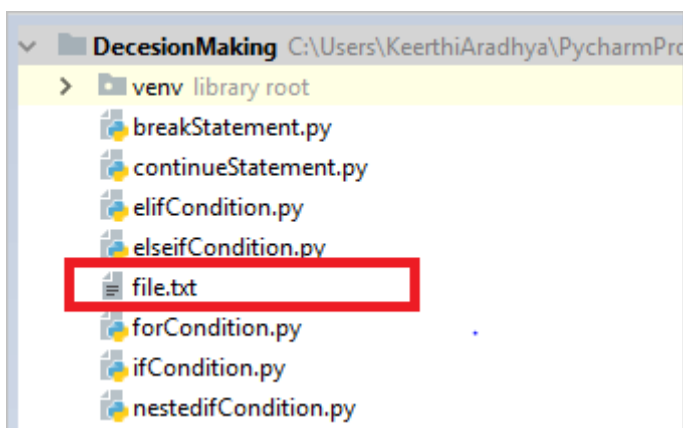 DecesionMaking C:\Users\KeerthiAradhya\PycharmPro
venv library root
breakStatement.py
continueStatement.py
elifCondition.py
elseifCondition.py
file.txt
forCondition.py
ifCondition.py
nestedifCondition.py